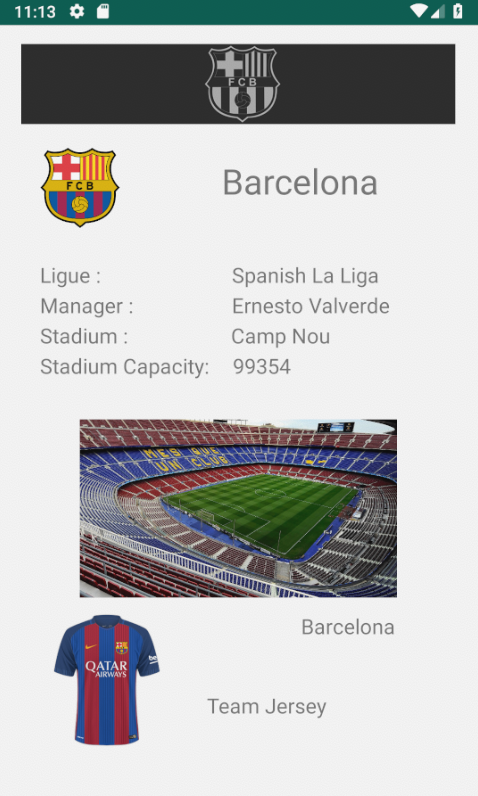 11:13
FCB
FCB
Barcelona
Ligue : Spanish La Liga
Manager : Ernesto Valverde
Stadium : Camp Nou
Stadium Capacity: 99354
MES QUE
UN CLUB
Barcelona
QATAR
AIRWAYS
Team Jersey